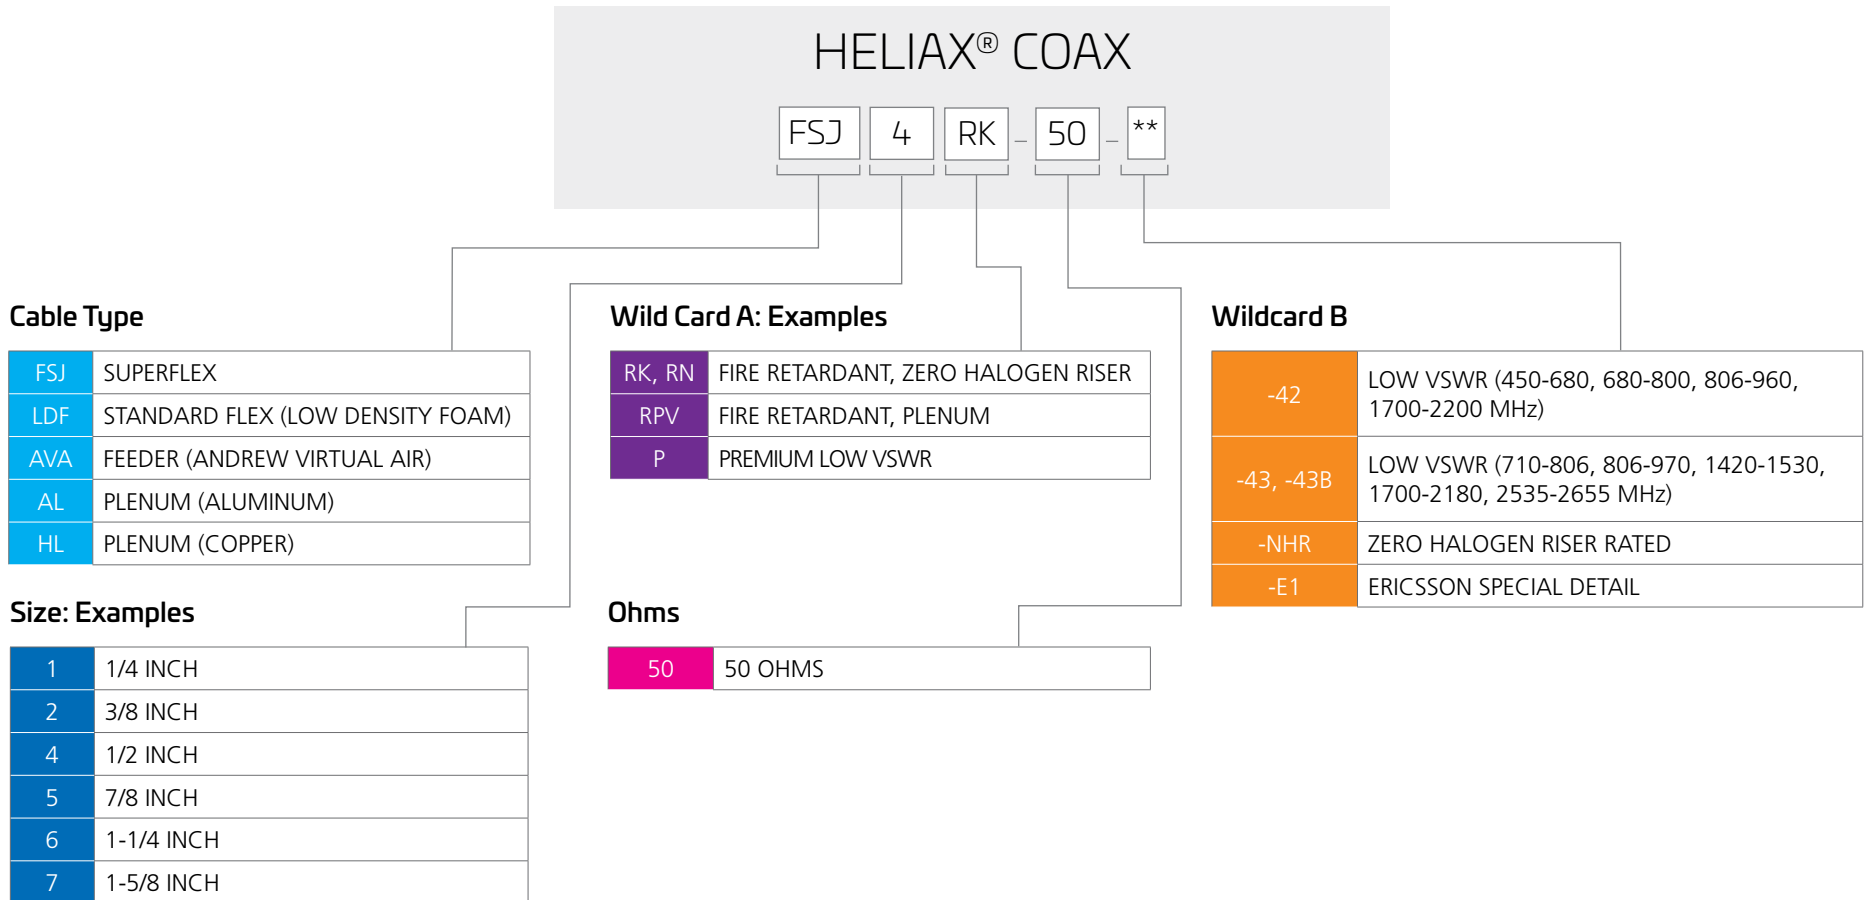 HELIAX® COAX
FSJ 4 RK - 50 - **
Cable Type
FSJ SUPERFLEX
LDF STANDARD FLEX (LOW DENSITY FOAM)
AVA FEEDER (ANDREW VIRTUAL AIR)
AL PLENUM (ALUMINUM)
HL PLENUM (COPPER)
Size: Examples
1 1/4 INCH
2 3/8 INCH
4 1/2 INCH
5 7/8 INCH
6 1-1/4 INCH
7 1-5/8 INCH
Wild Card A: Examples
RK, RN FIRE RETARDANT, ZERO HALOGEN RISER
RPV FIRE RETARDANT, PLENUM
P PREMIUM LOW VSWR
Ohms
50 50 OHMS
Wildcard B
-42 LOW VSWR (450-680, 680-800, 806-960,
1700-2200 MHz)
-43, -43B LOW VSWR (710-806, 806-970, 1420-1530,
1700-2180, 2535-2655 MHz)
-NHR ZERO HALOGEN RISER RATED
-E1 ERICSSON SPECIAL DETAIL